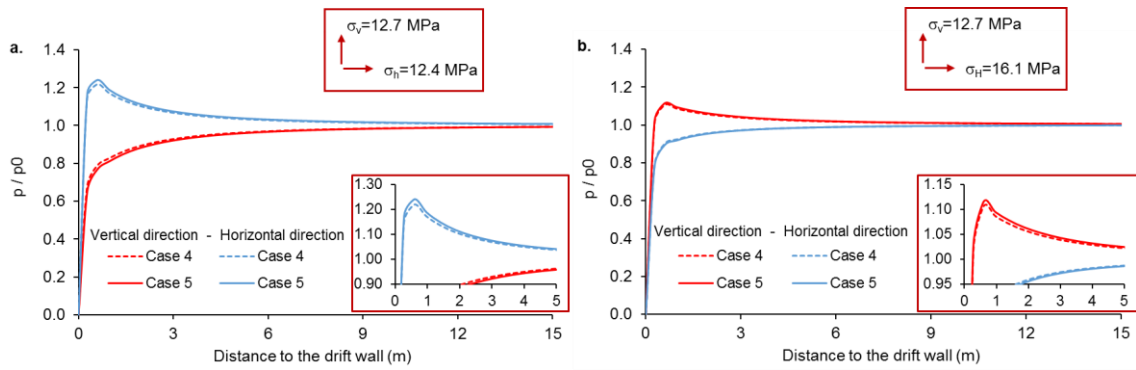 a.
σv=12.7 MPa
σh=12.4 MPa
p / p0
1.4
1.2
1.0
0.8
0.6
0.4
0.2
0.0
0 3 6 9 12 15
Distance to the drift wall (m)
Vertical direction - Horizontal direction
Case 4 Case 4
Case 5 Case 5
1.30
1.20
1.10
1.00
0.90
0 1 2 3 4 5
b.
σv=12.7 MPa
σH=16.1 MPa
p / p0
1.4
1.2
1.0
0.8
0.6
0.4
0.2
0.0
0 3 6 9 12 15
Distance to the drift wall (m)
Vertical direction - Horizontal direction
Case 4 Case 4
Case 5 Case 5
1.15
1.10
1.05
1.00
0.95
0 1 2 3 4 5